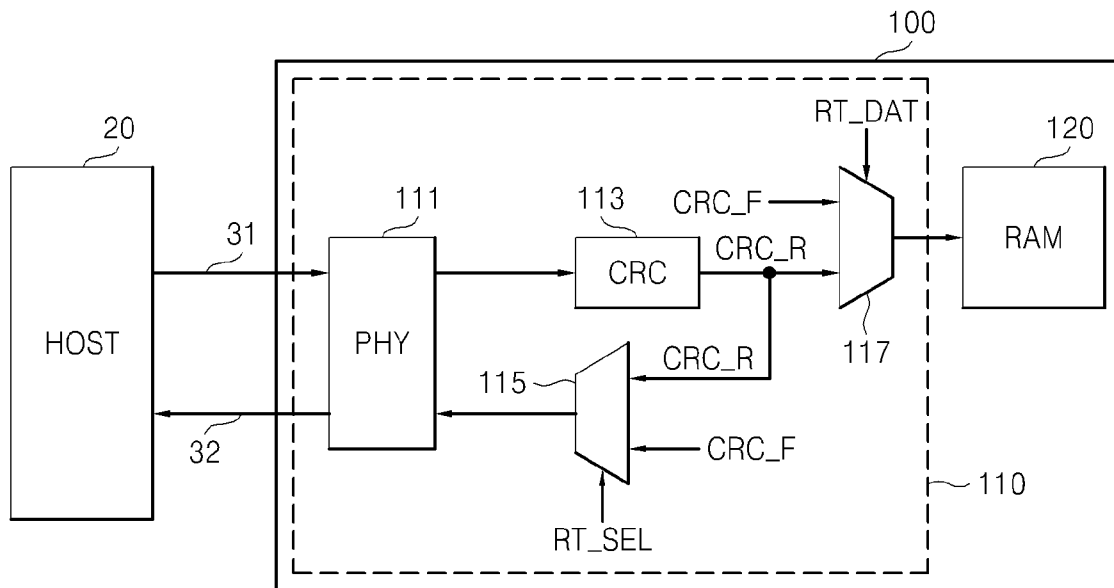 100
RT_DAT
20
120
111
113
CRC_F
31
CRC_R
CRC
RAM
HOST
PHY
117
115
CRC_R
32
CRC_F
110
RT_SEL